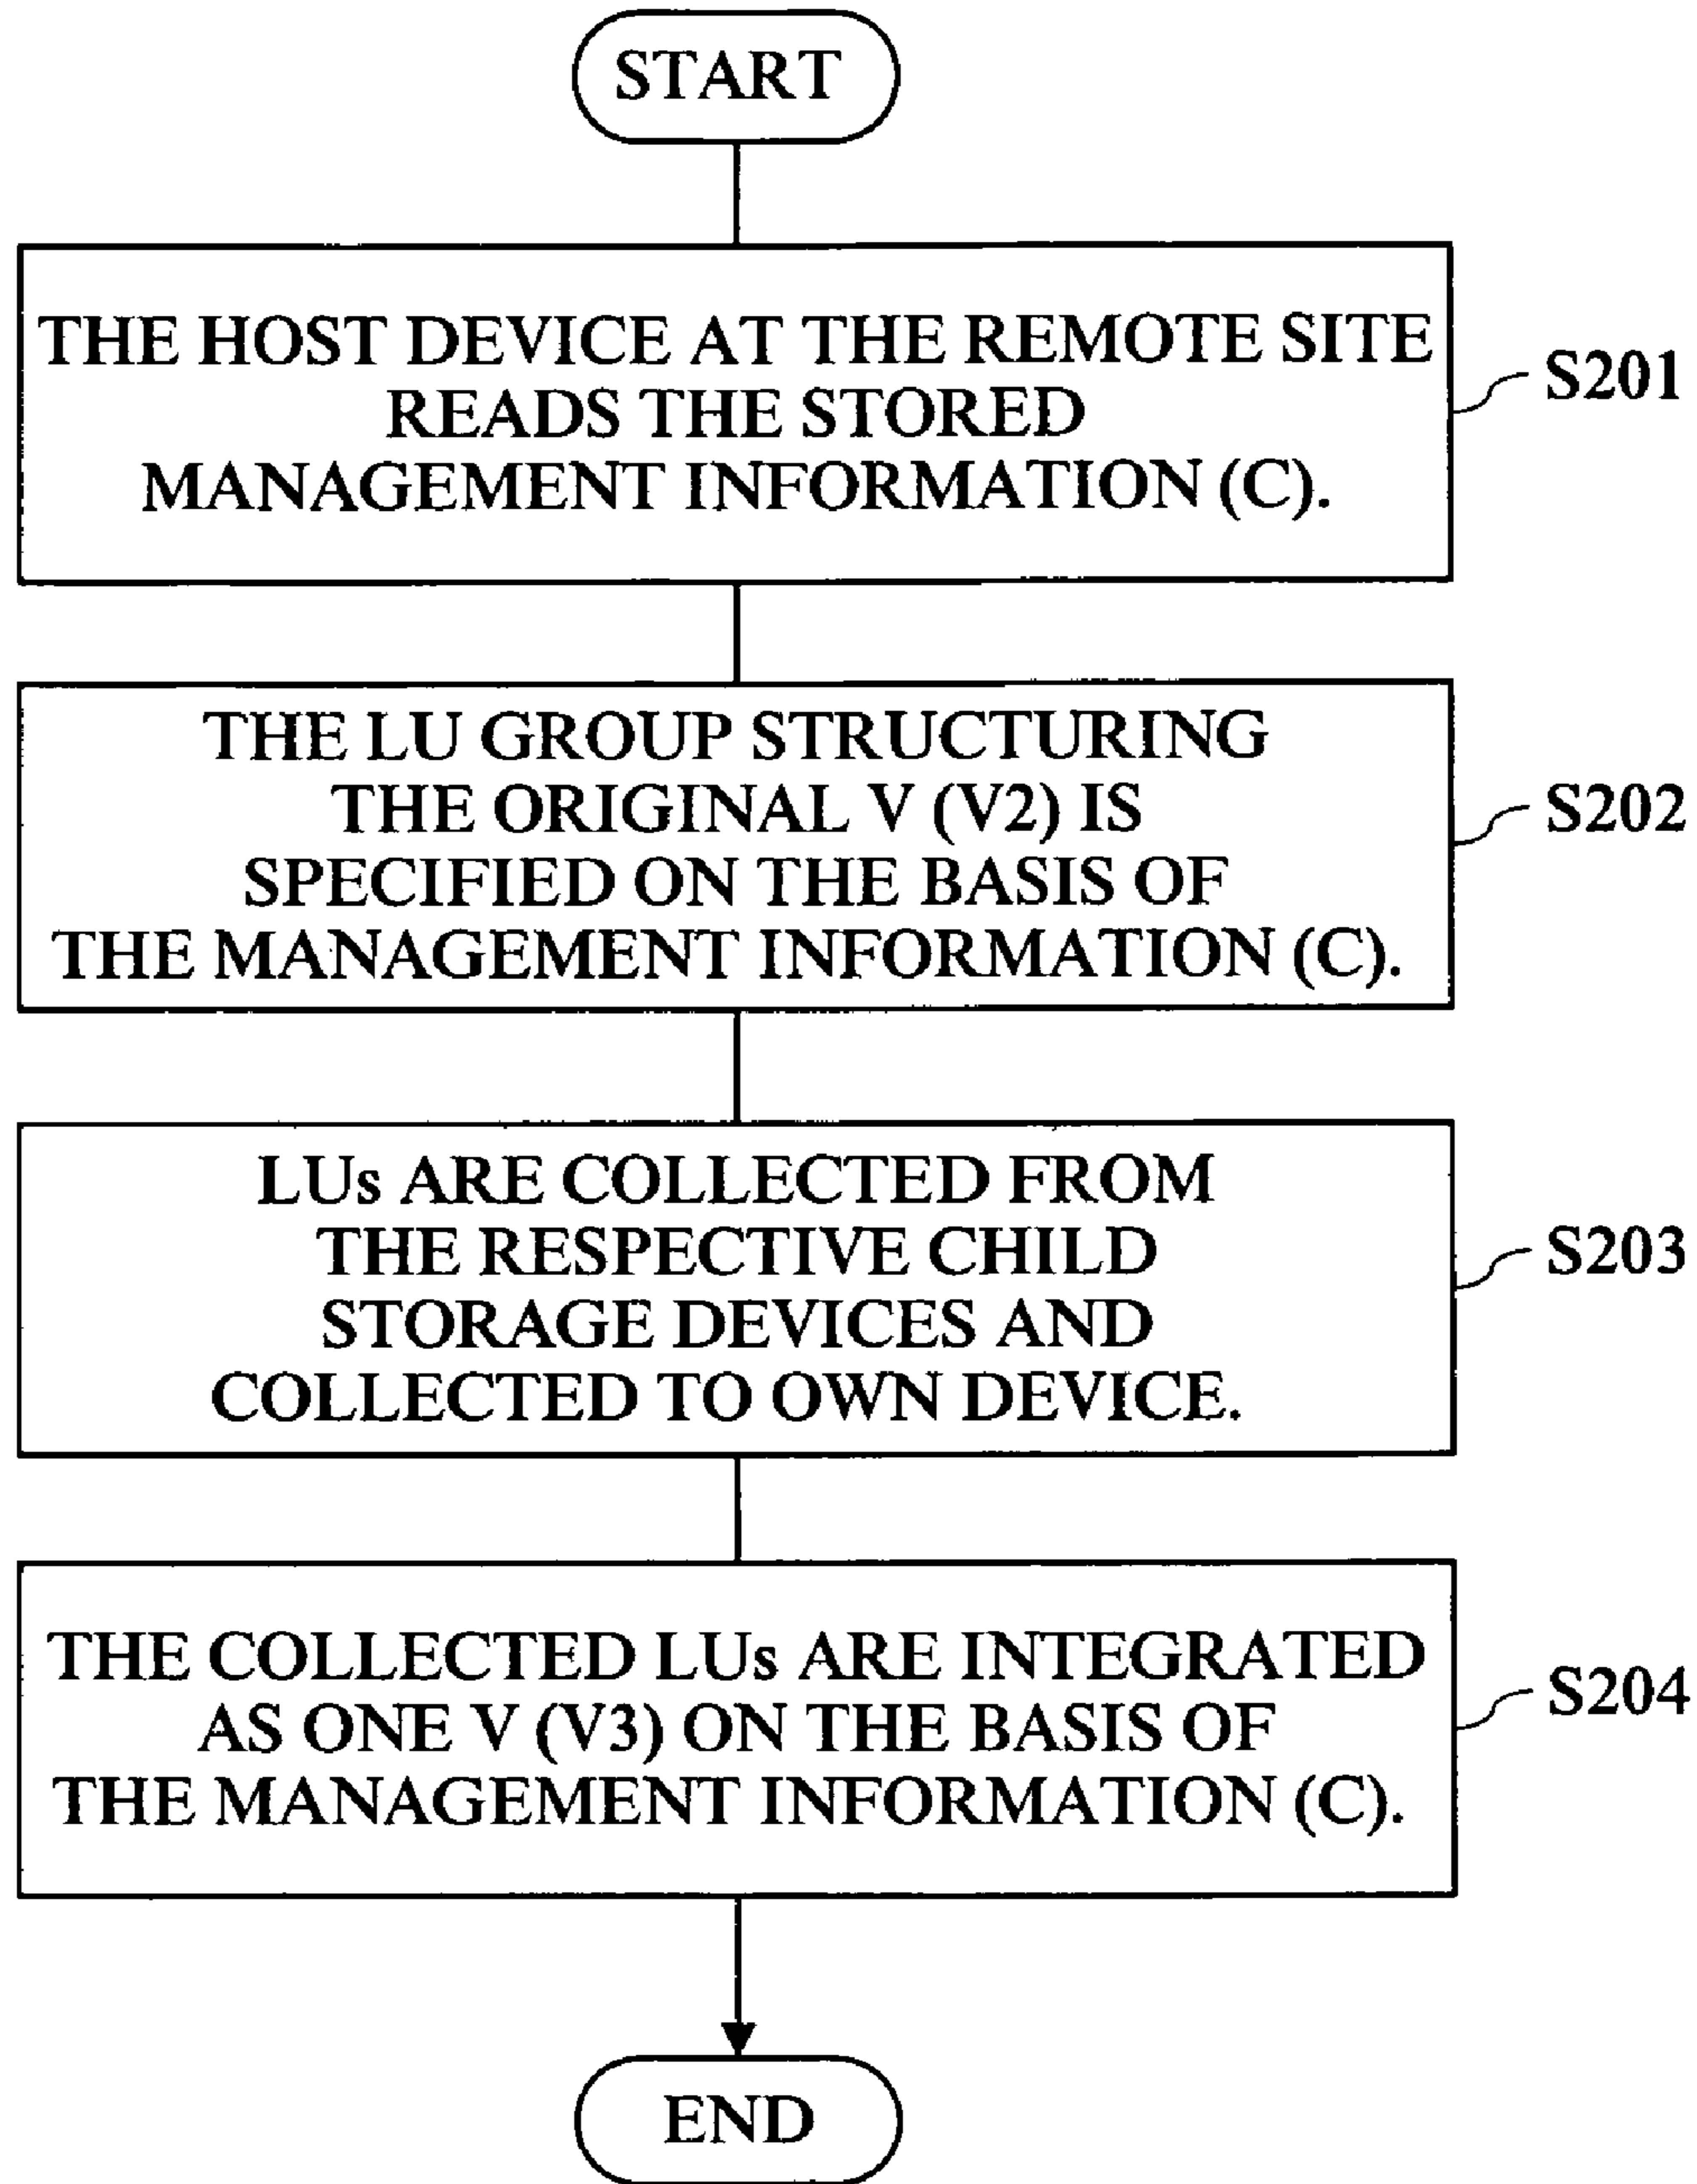 START
THE HOST DEVICE AT THE REMOTE SITE
READS THE STORED
MANAGEMENT INFORMATION (C).
S201
THE LU GROUP STRUCTURING
THE ORIGINAL V (V2) IS
SPECIFIED ON THE BASIS OF
THE MANAGEMENT INFORMATION (C).
S202
LUs ARE COLLECTED FROM
THE RESPECTIVE CHILD
STORAGE DEVICES AND
COLLECTED TO OWN DEVICE.
S203
THE COLLECTED LUs ARE INTEGRATED
AS ONE V (V3) ON THE BASIS OF
THE MANAGEMENT INFORMATION (C).
S204
END